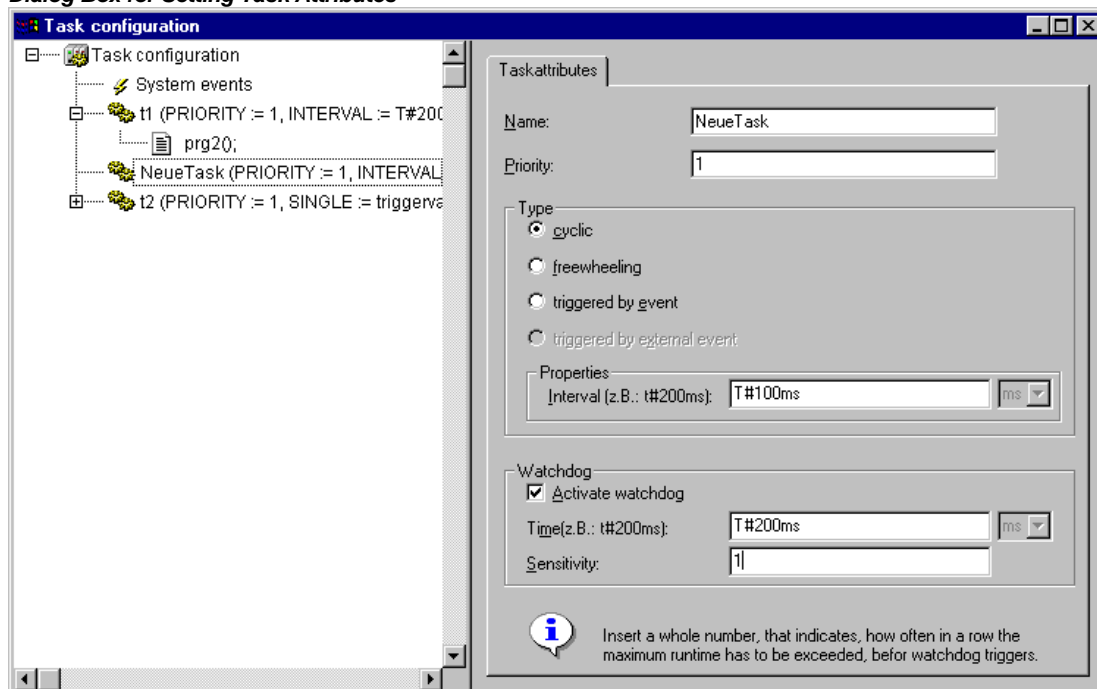 Dialog Box for Setting Task Attributes
Task configuration
Task configuration
System events
t1 (PRIORITY := 1, INTERVAL := T#200
prg2();
NeueTask (PRIORITY := 1, INTERVAL
t2 (PRIORITY := 1, SINGLE := triggerva
Taskattributes
Name: NeueTask
Priority: 1
Type
cyclic
freewheeling
triggered by event
triggered by external event
Properties
Interval (z.B.: t#200ms): T#100ms ms
Watchdog
Activate watchdog
Time(z.B.: t#200ms): T#200ms ms
Sensitivity: 1
Insert a whole number, that indicates, how often in a row the
maximum runtime has to be exceeded, befor watchdog triggers.